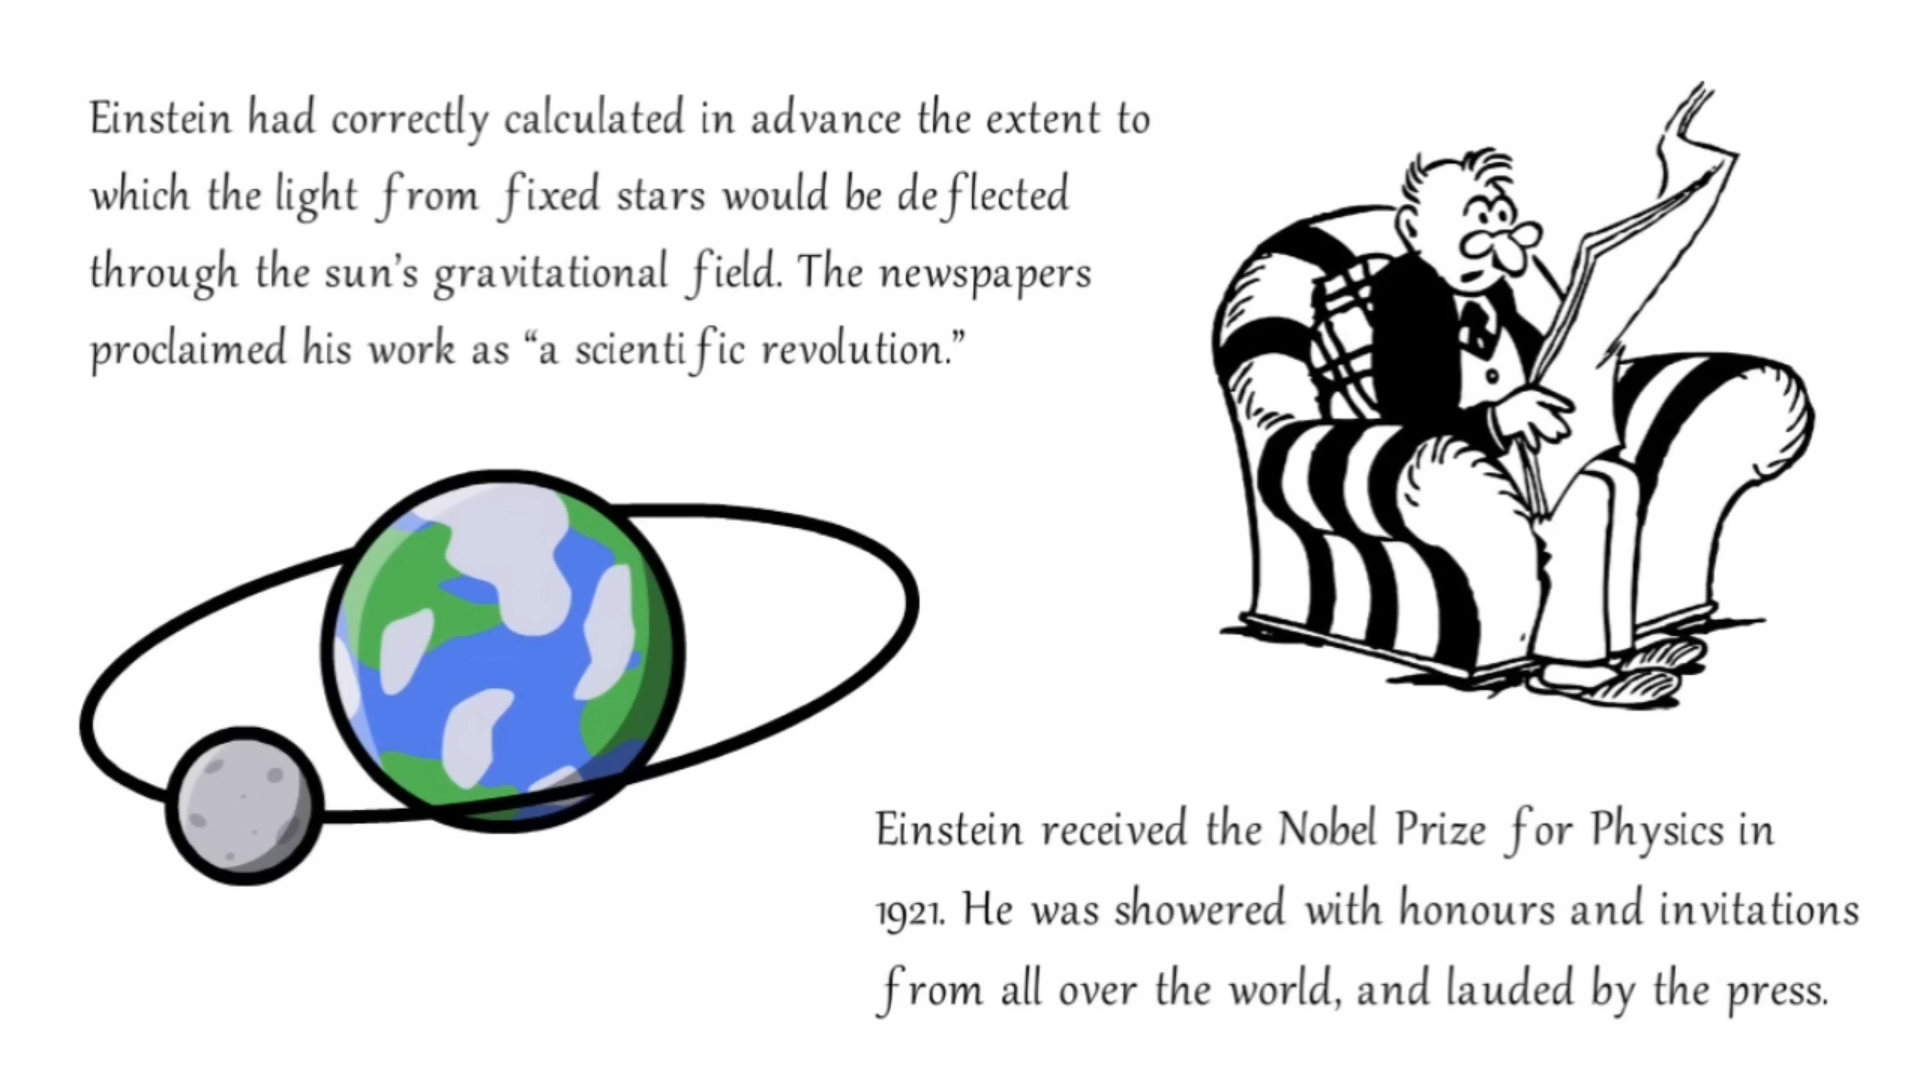 Einstein had correctly calculated in advance the extent to
which the light from fixed stars would be deflected
through the sun’s gravitational field. The newspapers
proclaimed his work as “a scientific revolution.”
Einstein received the Nobel Prize for Physics in
1921. He was showered with honours and invitations
from all over the world, and lauded by the press.